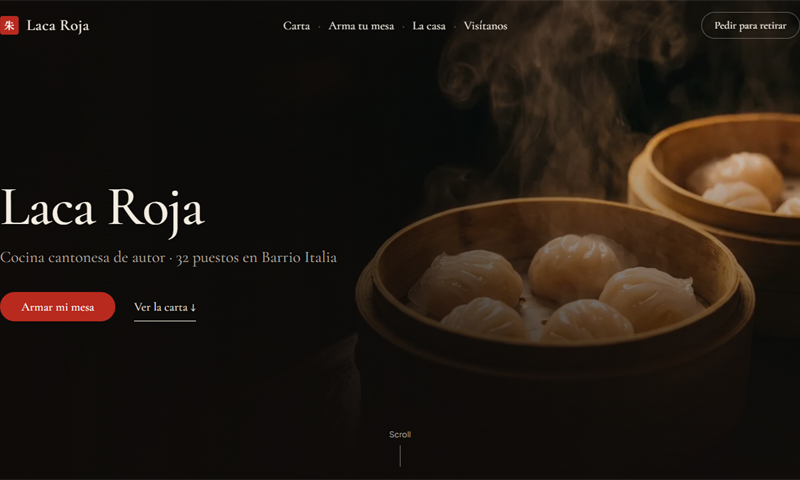 朱 Laca Roja
Carta · Arma tu mesa · La casa · Visítanos
Pedir para retirar
Laca Roja
Cocina cantonesa de autor · 32 puestos en Barrio Italia
Armar mi mesa
Ver la carta ↓
Scroll